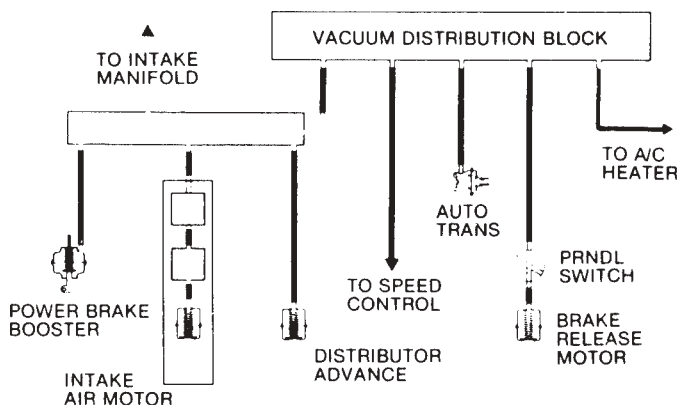 VACUUM DISTRIBUTION BLOCK
TO INTAKE
MANIFOLD
TO A/C
HEATER
AUTO
TRANS
PRNDL
SWITCH
TO SPEED
CONTROL
POWER BRAKE
BOOSTER
BRAKE
RELEASE
MOTOR
DISTRIBUTOR
ADVANCE
INTAKE
AIR MOTOR